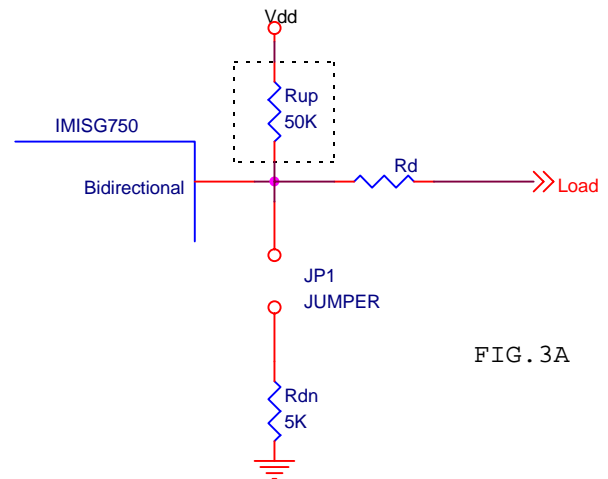 Vdd
Rup
50K
IMISG750
Bidirectional
Rd
Load
JP1
JUMPER
FIG.3A
Rdn
5K